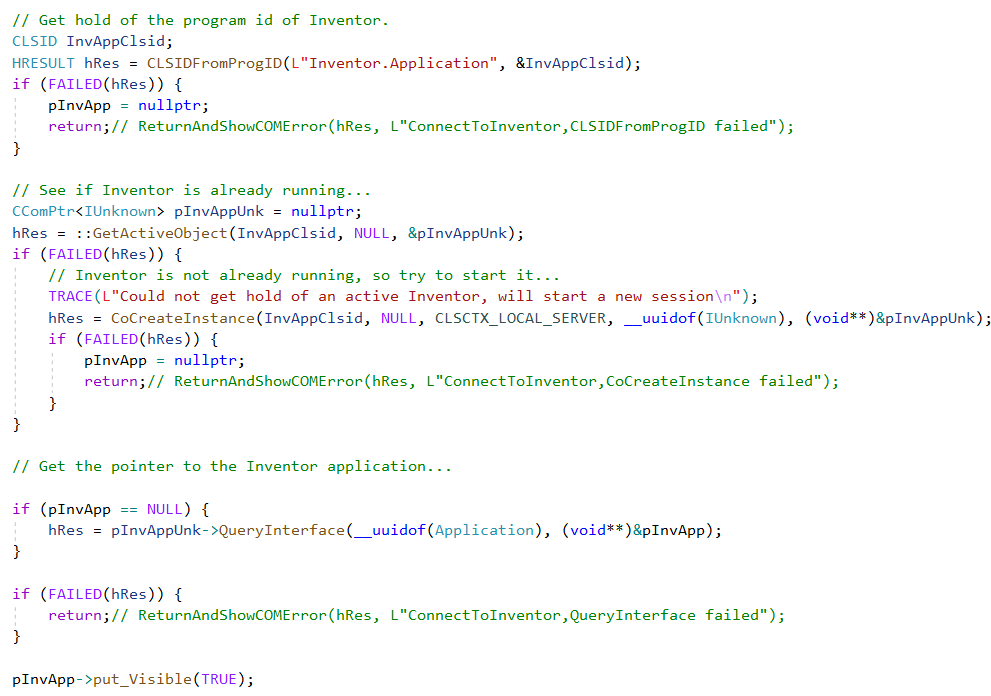 // Get hold of the program id of Inventor.
CLSID InvAppClsid;
HRESULT hRes = CLSIDFromProgID(L"Inventor.Application", &InvAppClsid);
if (FAILED(hRes)) {
    pInvApp = nullptr;
    return;// ReturnAndShowCOMError(hRes, L"ConnectToInventor,CLSIDFromProgID failed");
}

// See if Inventor is already running...
CComPtr<IUnknown> pInvAppUnk = nullptr;
hRes = ::GetActiveObject(InvAppClsid, NULL, &pInvAppUnk);
if (FAILED(hRes)) {
    // Inventor is not already running, so try to start it...
    TRACE(L"Could not get hold of an active Inventor, will start a new session\n");
    hRes = CoCreateInstance(InvAppClsid, NULL, CLSCTX_LOCAL_SERVER, __uuidof(IUnknown), (void**)&pInvAppUnk);
    if (FAILED(hRes)) {
        pInvApp = nullptr;
        return;// ReturnAndShowCOMError(hRes, L"ConnectToInventor,CoCreateInstance failed");
    }
}

// Get the pointer to the Inventor application...

if (pInvApp == NULL) {
    hRes = pInvAppUnk->QueryInterface(__uuidof(Application), (void**)&pInvApp);
}

if (FAILED(hRes)) {
    return;// ReturnAndShowCOMError(hRes, L"ConnectToInventor,QueryInterface failed");
}

pInvApp->put_Visible(TRUE);